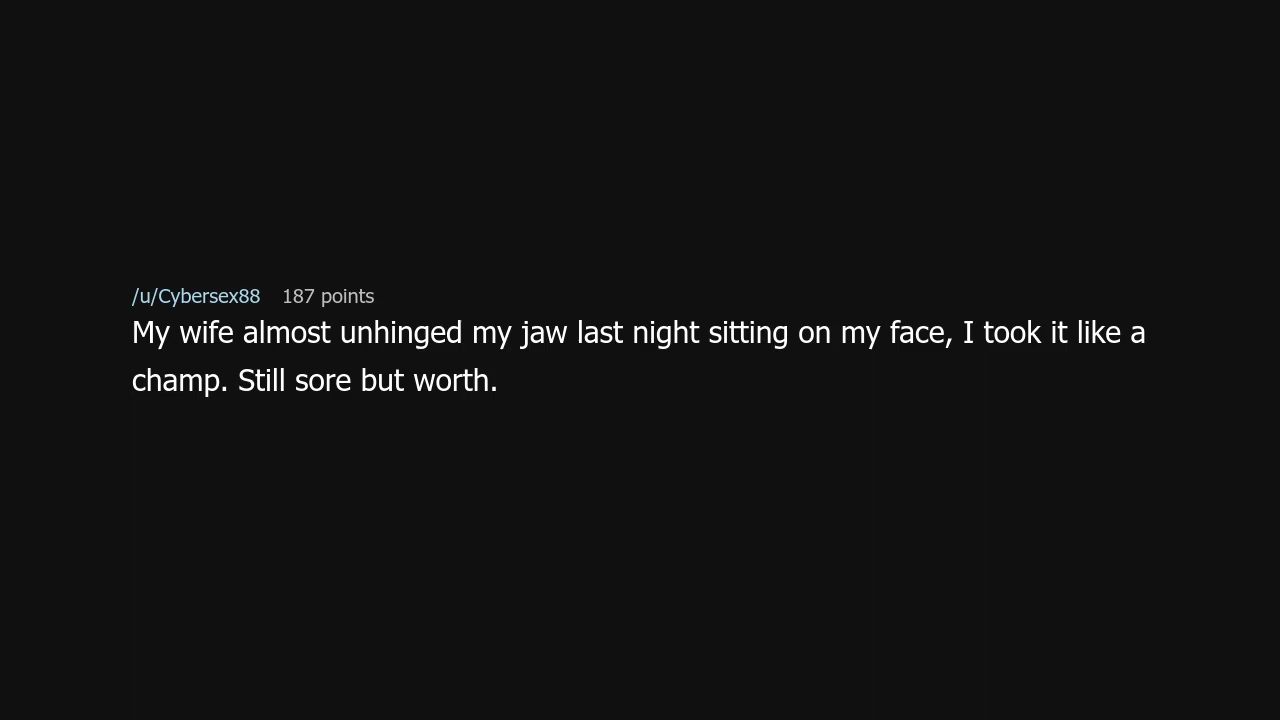 /u/Cybersex88 187 points
My wife almost unhinged my jaw last night sitting on my face, I took it like a
champ. Still sore but worth.